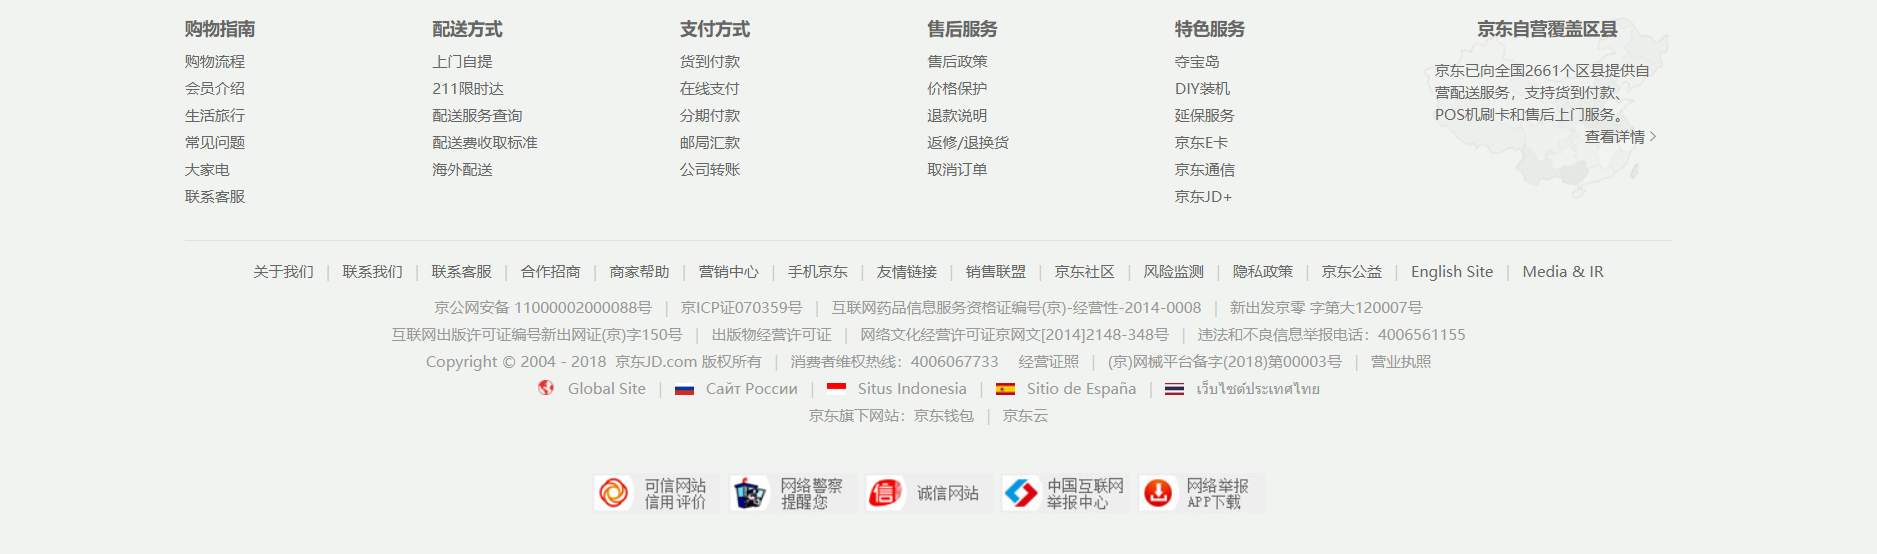 购物指南
购物流程
会员介绍
生活旅行
常见问题
大家电
联系客服
配送方式
上门自提
211限时达
配送服务查询
配送费收取标准
海外配送
支付方式
货到付款
在线支付
分期付款
邮局汇款
公司转账
售后服务
售后政策
价格保护
退款说明
返修/退换货
取消订单
特色服务
夺宝岛
DIY装机
延保服务
京东E卡
京东通信
京东JD+
京东自营覆盖区县
京东已向全国2661个区县提供自
营配送服务，支持货到付款、
POS机刷卡和售后上门服务。
查看详情 >
关于我们 | 联系我们 | 联系客服 | 合作招商 | 商家帮助 | 营销中心 | 手机京东 | 友情链接 | 销售联盟 | 京东社区 | 风险监测 | 隐私政策 | 京东公益 | English Site | Media & IR
京公网安备 11000002000088号 | 京ICP证070359号 | 互联网药品信息服务资格证编号(京)-经营性-2014-0008 | 新出发京零 字第大120007号
互联网出版许可证编号新出网证(京)字150号 | 出版物经营许可证 | 网络文化经营许可证京网文[2014]2148-348号 | 违法和不良信息举报电话：4006561155
Copyright © 2004 - 2018 京东JD.com 版权所有 | 消费者维权热线：4006067733 经营证照 | (京)网械平台备字(2018)第00003号 | 营业执照
Global Site | Сайт России | Situs Indonesia | Sitio de España | เว็บไซต์ประเทศไทย
京东旗下网站：京东钱包 | 京东云
可信网站
信用评价
网络警察
提醒您
诚信网站
中国互联网
举报中心
网络举报
APP下载